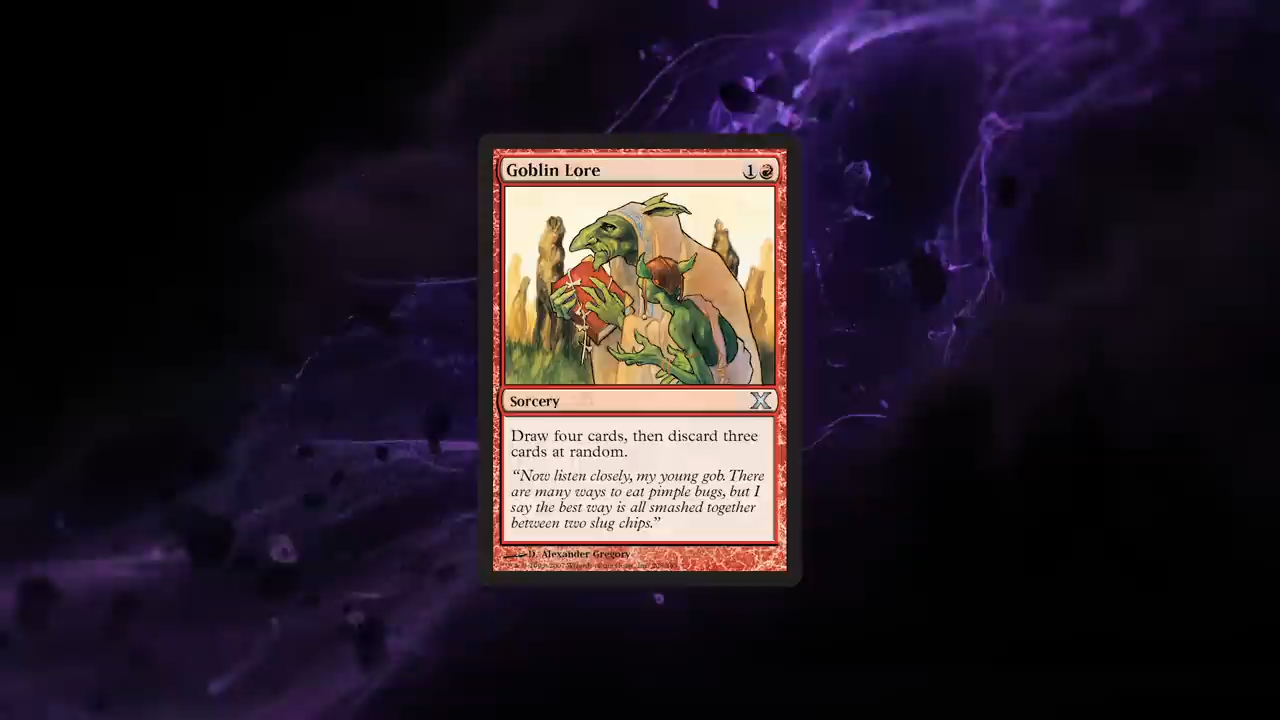 Goblin Lore 1
Sorcery
Draw four cards, then discard three
cards at random.
“Now listen closely, my young gob. There
are many ways to eat pimple bugs, but I
say the best way is all smashed together
between two slug chips.”
D. Alexander Gregory